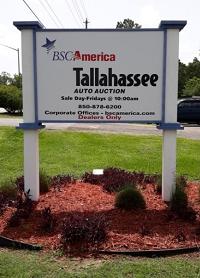 BSCAmerica
Tallahassee
AUTO AUCTION
Sale Day-Fridays @ 10:00am
850-878-6200
Corporate Offices - bscamerica.com
Dealers Only